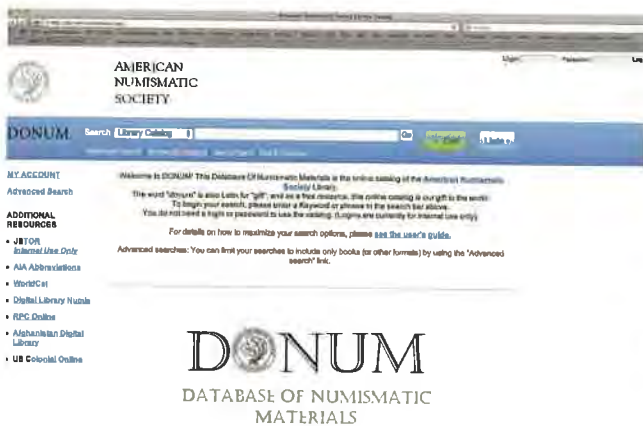 AMERICAN
NUMISMATIC
SOCIETY
Login
Password
DONUM
Search Library Catalog Go Cart Lists
MY ACCOUNT
Advanced Search
ADDITIONAL
RESOURCES
• JSTOR
Internal Use Only
• AIA Abbreviations
• WorldCat
• Digital Library Numis
• RPC Online
• Afghanistan Digital
Library
• UB Colonial Online
Welcome to DONUM! This Database Of Numismatic Materials is the online catalog of the American Numismatic
Society Library.
The word "donum" is also Latin for "gift", and as a free resource, this online catalog is our gift to the world.
To begin your search, please enter a Keyword or phrase in the search bar above.
You do not need a login or password to use the catalog. (Logins are currently for internal use only)
For details on how to maximize your search options, please see the user's guide.
Advanced searches: You can limit your searches to include only books (or other formats) by using the "Advanced
search" link.
DONUM
DATABASE OF NUMISMATIC
MATERIALS